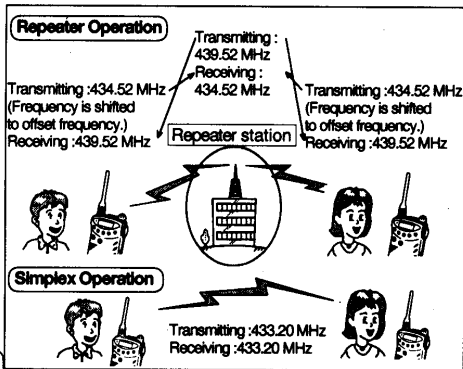 Repeater Operation
Transmitting :
439.52 MHz
Receiving :
434.52 MHz
Transmitting :434.52 MHz
(Frequency is shifted
to offset frequency.)
Receiving :439.52 MHz
Transmitting :434.52 MHz
(Frequency is shifted
to offset frequency.)
Receiving :439.52 MHz
Repeater station
Simplex Operation
Transmitting :433.20 MHz
Receiving :433.20 MHz